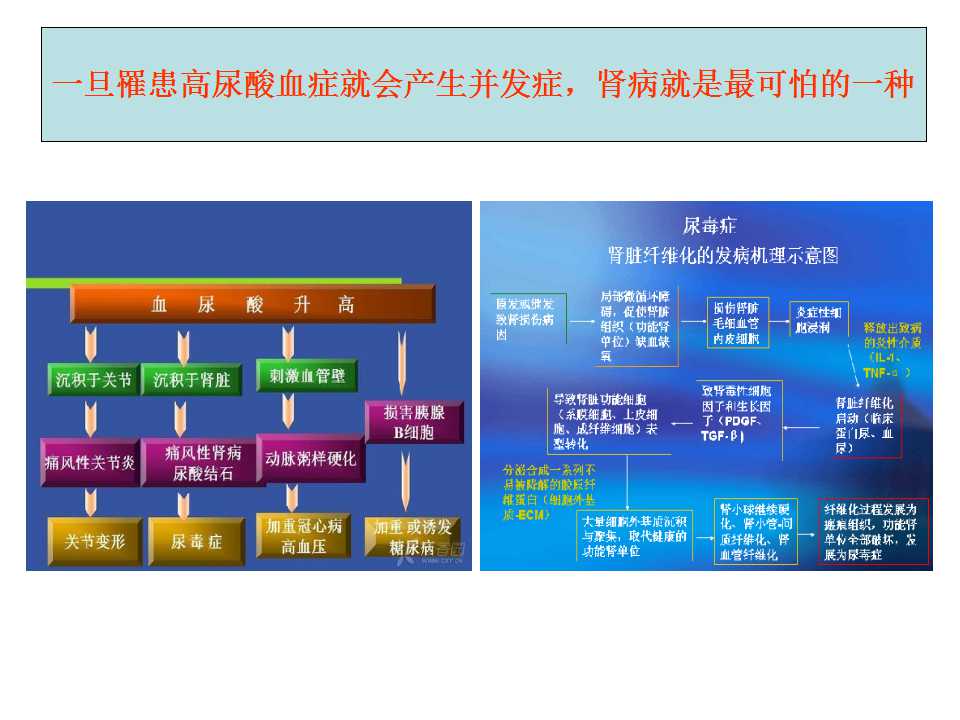 一旦罹患高尿酸血症就会产生并发症，肾病就是最可怕的一种
血尿酸升高
沉积于关节
沉积于肾脏
刺激血管壁
损害胰腺
B细胞
痛风性关节炎
痛风性肾病
尿酸结石
动脉粥样硬化
关节变形
尿毒症
加重冠心病
高血压
加重或诱发
糖尿病
尿毒症
肾脏纤维化的发病机理示意图
原发或继发
致肾损伤病
因
局部微循环障
碍，促使肾脏
组织（功能肾
单位）缺血缺
氧
损伤肾脏
毛细血管
内皮细胞
炎症性细
胞浸润
释放出致病
的炎性介质
（IL-1、
TNF-α）
肾脏纤维化
启动（临床
蛋白尿、血
尿）
致肾毒性细胞
因子和生长因
子（PDGF、
TGF-β）
导致肾脏功能细胞
（系膜细胞、上皮细
胞、成纤维细胞）表
型转化
分泌合成一系列不
易被降解的胶原纤
维蛋白（细胞外基
质-ECM）
大量细胞外基质沉积
与聚集，取代健康的
功能肾单位
肾小球继续硬
化、肾小管-间
质纤维化、肾
血管纤维化
纤维化过程发展为
瘢痕组织，功能肾
单位全部破坏，发
展为尿毒症